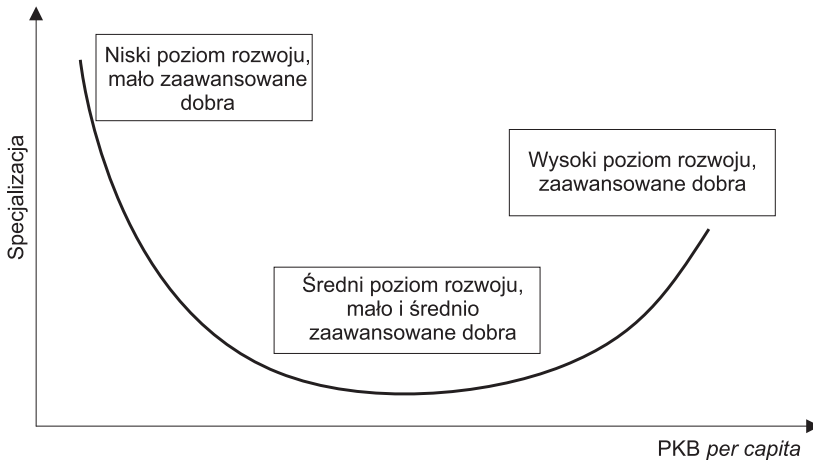 Niski poziom rozwoju,
mało zaawansowane
dobra
Wysoki poziom rozwoju,
zaawansowane dobra
Specjalizacja
Średni poziom rozwoju,
mało i średnio
zaawansowane dobra
PKB per capita